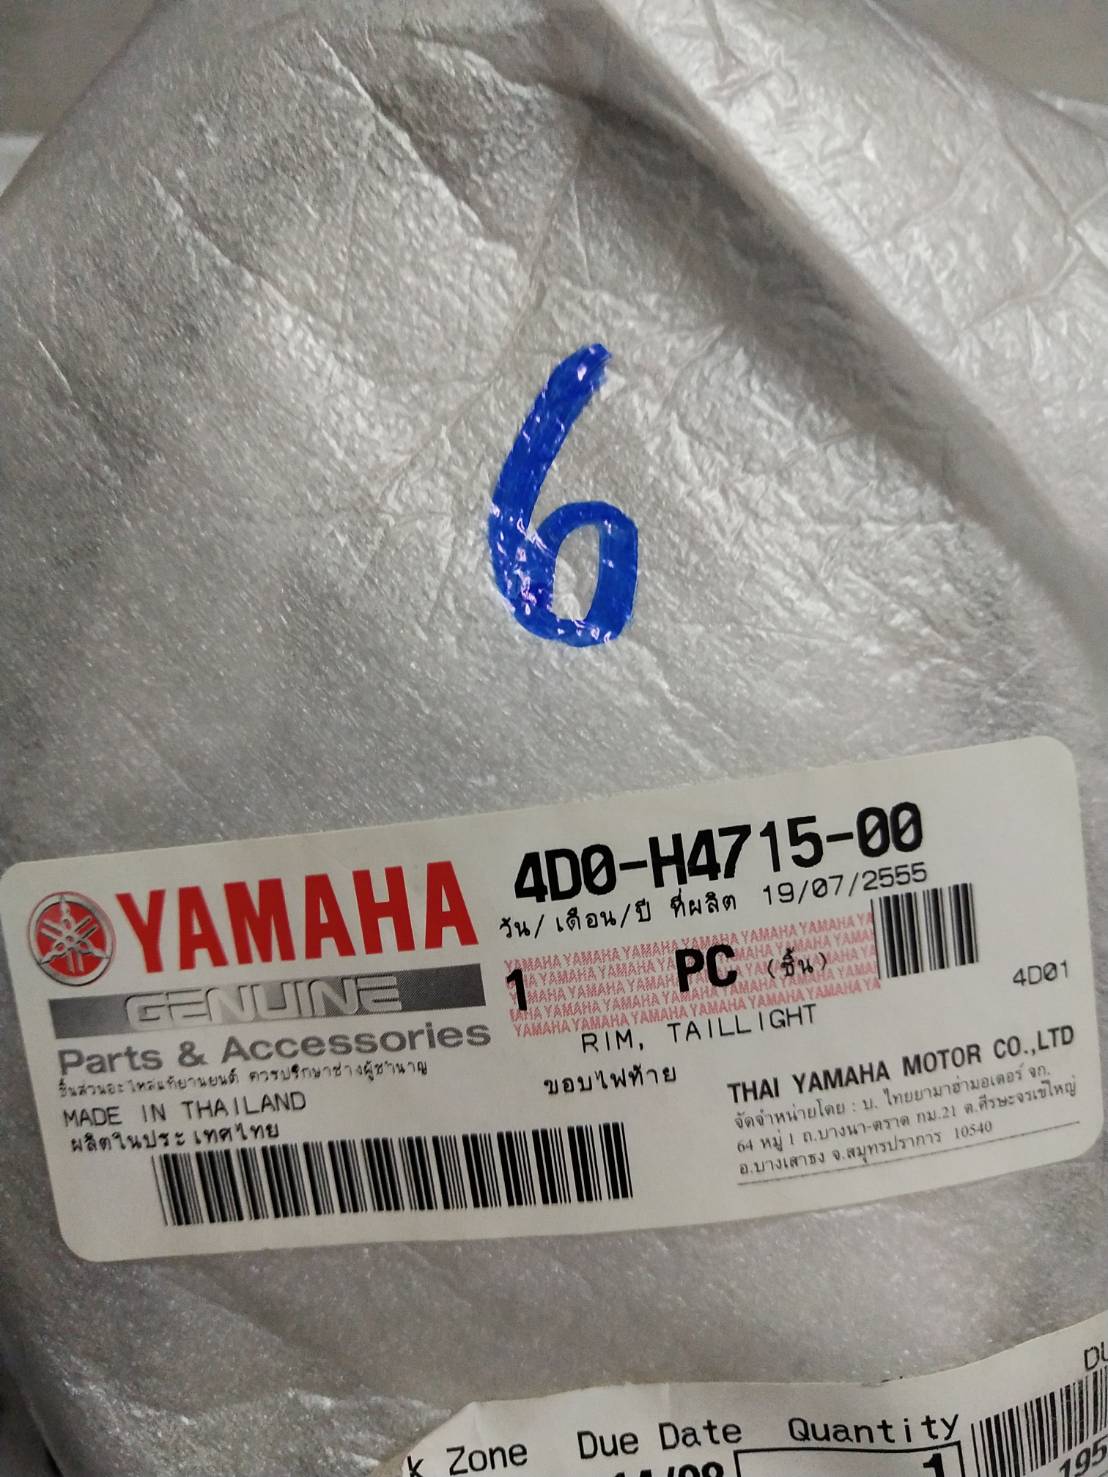 6
4D0-H4715-00
YAMAHA
วัน/เดือน/ปี ที่ผลิต 19/07/2555
GENUINE
1 PC (ชิ้น)
4D01
Parts & Accessories
RIM, TAILLIGHT
ชิ้นส่วนอะไหล่แท้ยานยนต์ ควรปรึกษาช่างผู้ชำนาญ
ขอบไฟท้าย
THAI YAMAHA MOTOR CO.,LTD
MADE IN THAILAND
จัดจำหน่ายโดย : บ. ไทยยามาฮ่ามอเตอร์ จก.
ผลิตในประเทศไทย
64 หมู่ 1 ถ.บางนา-ตราด กม.21 ต.ศีรษะจรเข้ใหญ่
อ.บางเสาธง จ.สมุทรปราการ 10540
Zone Due Date Quantity
1
195